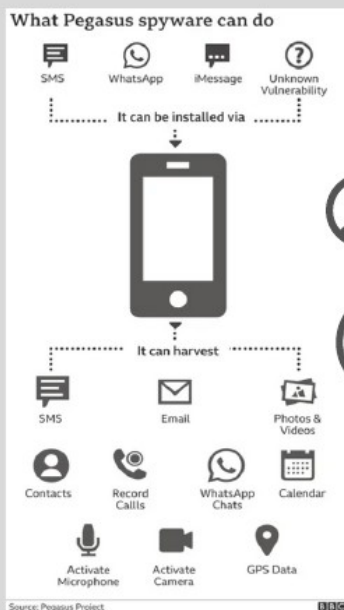 What Pegasus spyware can do
SMS
WhatsApp
iMessage
Unknown
Vulnerability
It can be installed via
It can harvest
SMS
Email
Photos &
Videos
Contacts
Record
Callls
WhatsApp
Chats
Calendar
Activate
Microphone
Activate
Camera
GPS Data
Source: Pegasus Project
BBC